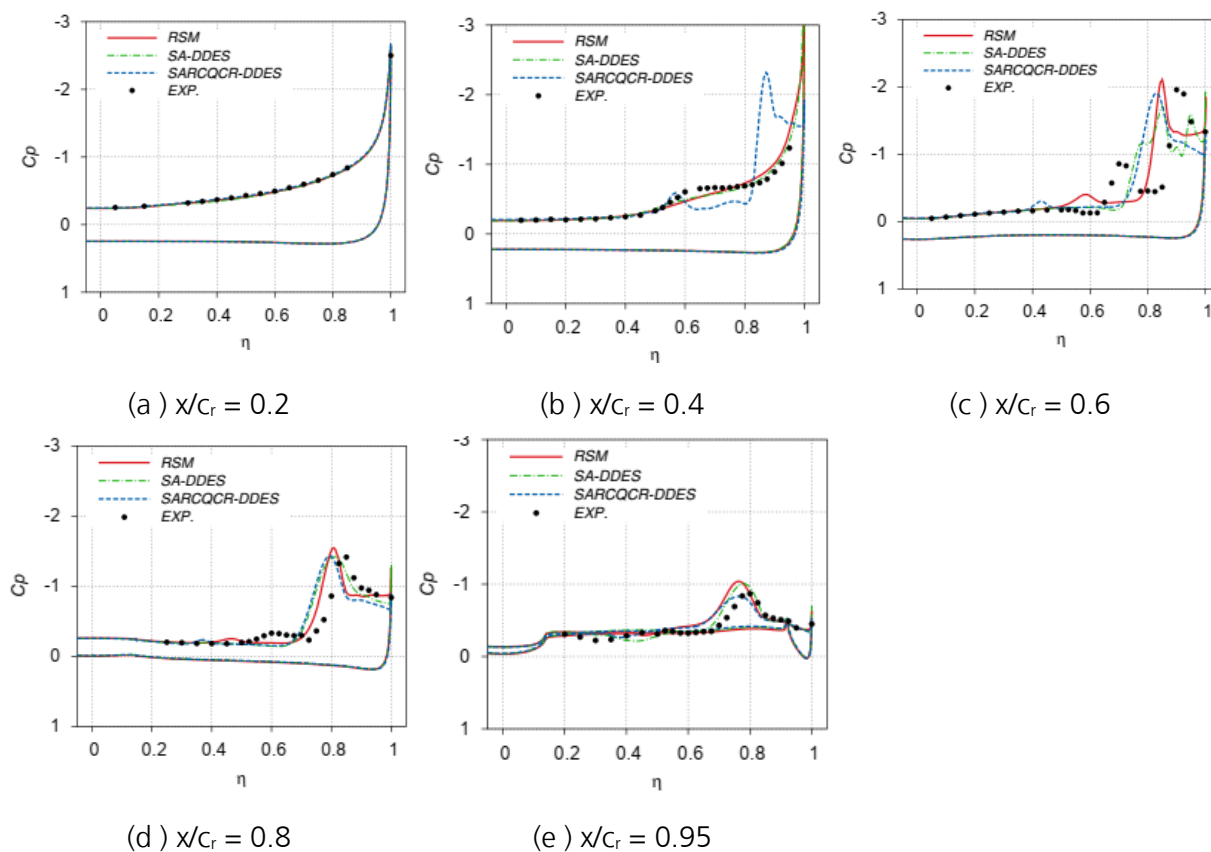 -3
RSM
SA-DDES
SARCQCR-DDES
EXP.
-2
-1
0
1
Cp
0 0.2 0.4 0.6 0.8 1
η
(a ) x/cᵣ = 0.2
-3
RSM
SA-DDES
SARCQCR-DDES
EXP.
-2
-1
0
1
Cp
0 0.2 0.4 0.6 0.8 1
η
(b ) x/cᵣ = 0.4
-3
RSM
SA-DDES
SARCQCR-DDES
EXP.
-2
-1
0
1
Cp
0 0.2 0.4 0.6 0.8 1
η
(c ) x/cᵣ = 0.6
-3
RSM
SA-DDES
SARCQCR-DDES
EXP.
-2
-1
0
1
Cp
0 0.2 0.4 0.6 0.8 1
η
(d ) x/cᵣ = 0.8
-3
RSM
SA-DDES
SARCQCR-DDES
EXP.
-2
-1
0
1
Cp
0 0.2 0.4 0.6 0.8 1
η
(e ) x/cᵣ = 0.95